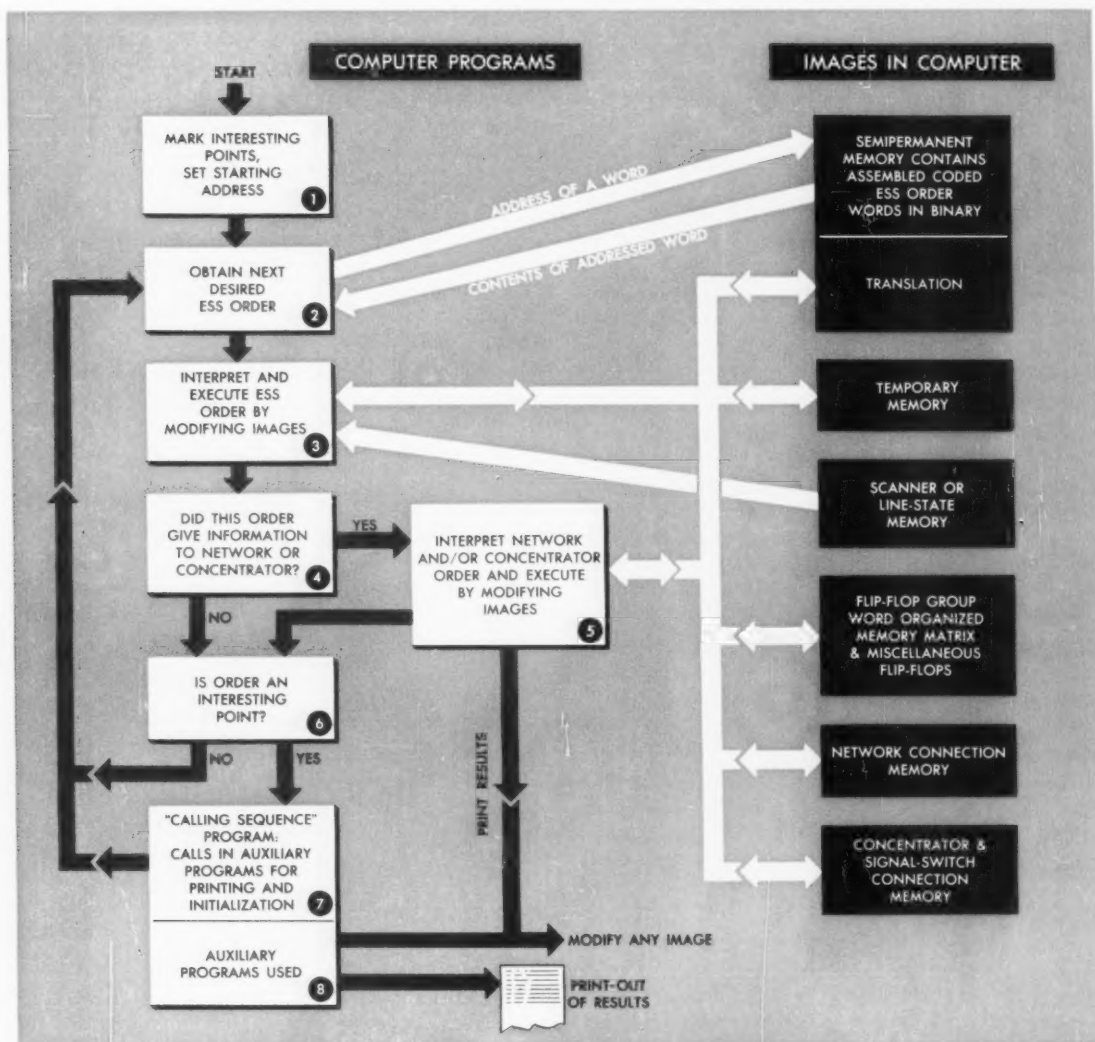 COMPUTER PROGRAMS
IMAGES IN COMPUTER
START
MARK INTERESTING
POINTS,
SET STARTING
ADDRESS
1
OBTAIN NEXT
DESIRED
ESS ORDER
2
INTERPRET AND
EXECUTE ESS
ORDER BY
MODIFYING IMAGES
3
DID THIS ORDER
GIVE INFORMATION
TO NETWORK OR
CONCENTRATOR?
4
YES
NO
INTERPRET NETWORK
AND/OR CONCENTRATOR
ORDER AND EXECUTE
BY MODIFYING
IMAGES
5
IS ORDER AN
INTERESTING
POINT?
6
NO
YES
"CALLING SEQUENCE"
PROGRAM:
CALLS IN AUXILIARY
PROGRAMS FOR
PRINTING AND
INITIALIZATION
7
AUXILIARY
PROGRAMS USED
8
PRINT RESULTS
MODIFY ANY IMAGE
PRINT-OUT
OF RESULTS
ADDRESS OF A WORD
CONTENTS OF ADDRESSED WORD
SEMIPERMANENT
MEMORY CONTAINS
ASSEMBLED CODED
ESS ORDER
WORDS IN BINARY
TRANSLATION
TEMPORARY
MEMORY
SCANNER OR
LINE-STATE
MEMORY
FLIP-FLOP GROUP
WORD ORGANIZED
MEMORY MATRIX
& MISCELLANEOUS
FLIP-FLOPS
NETWORK CONNECTION
MEMORY
CONCENTRATOR &
SIGNAL-SWITCH
CONNECTION
MEMORY